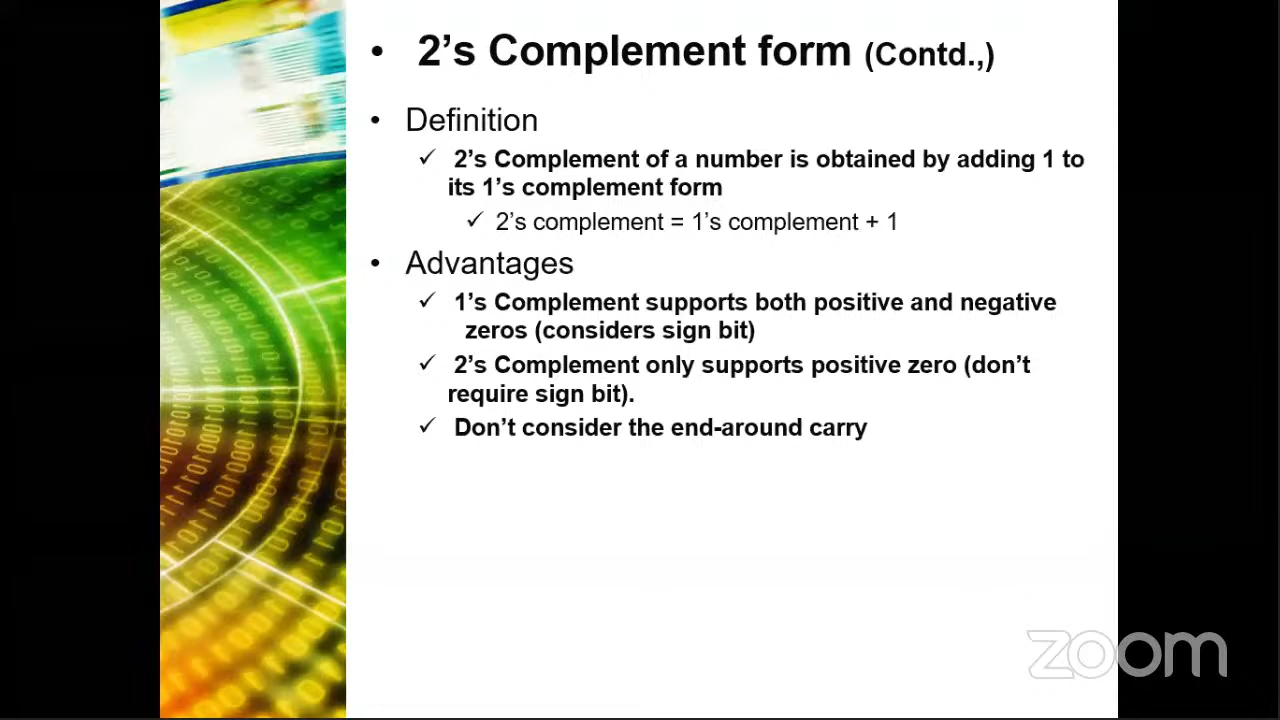 • 2’s Complement form (Contd.,)
• Definition
✓ 2’s Complement of a number is obtained by adding 1 to
its 1’s complement form
✓ 2’s complement = 1’s complement + 1
• Advantages
✓ 1’s Complement supports both positive and negative
zeros (considers sign bit)
✓ 2’s Complement only supports positive zero (don’t
require sign bit).
✓ Don’t consider the end-around carry
zoom